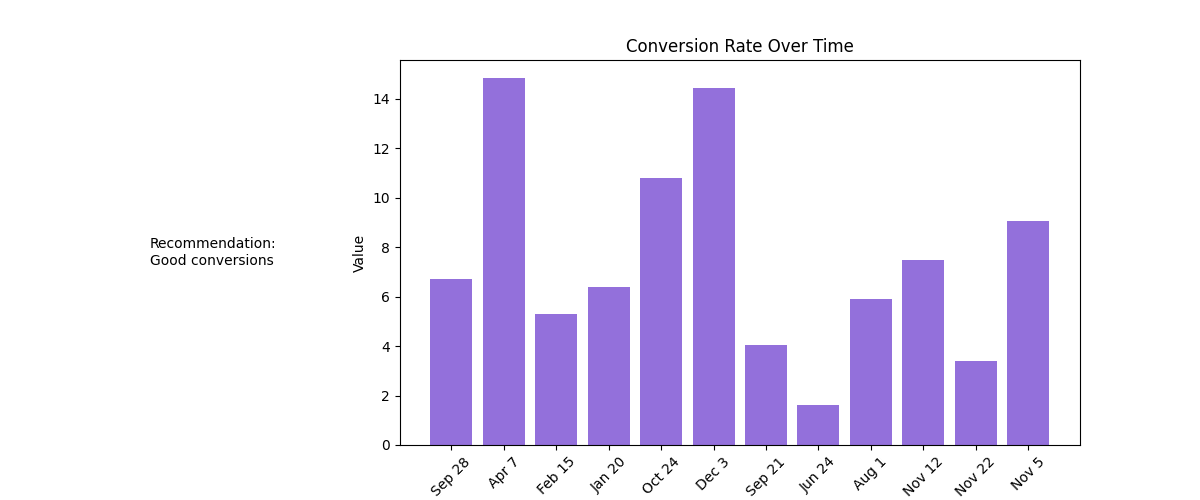 Conversion Rate Over Time
Recommendation:
Good conversions
Value
14
12
10
8
6
4
2
0
Sep 28
Apr 7
Feb 15
Jan 20
Oct 24
Dec 3
Sep 21
Jun 24
Aug 1
Nov 12
Nov 22
Nov 5